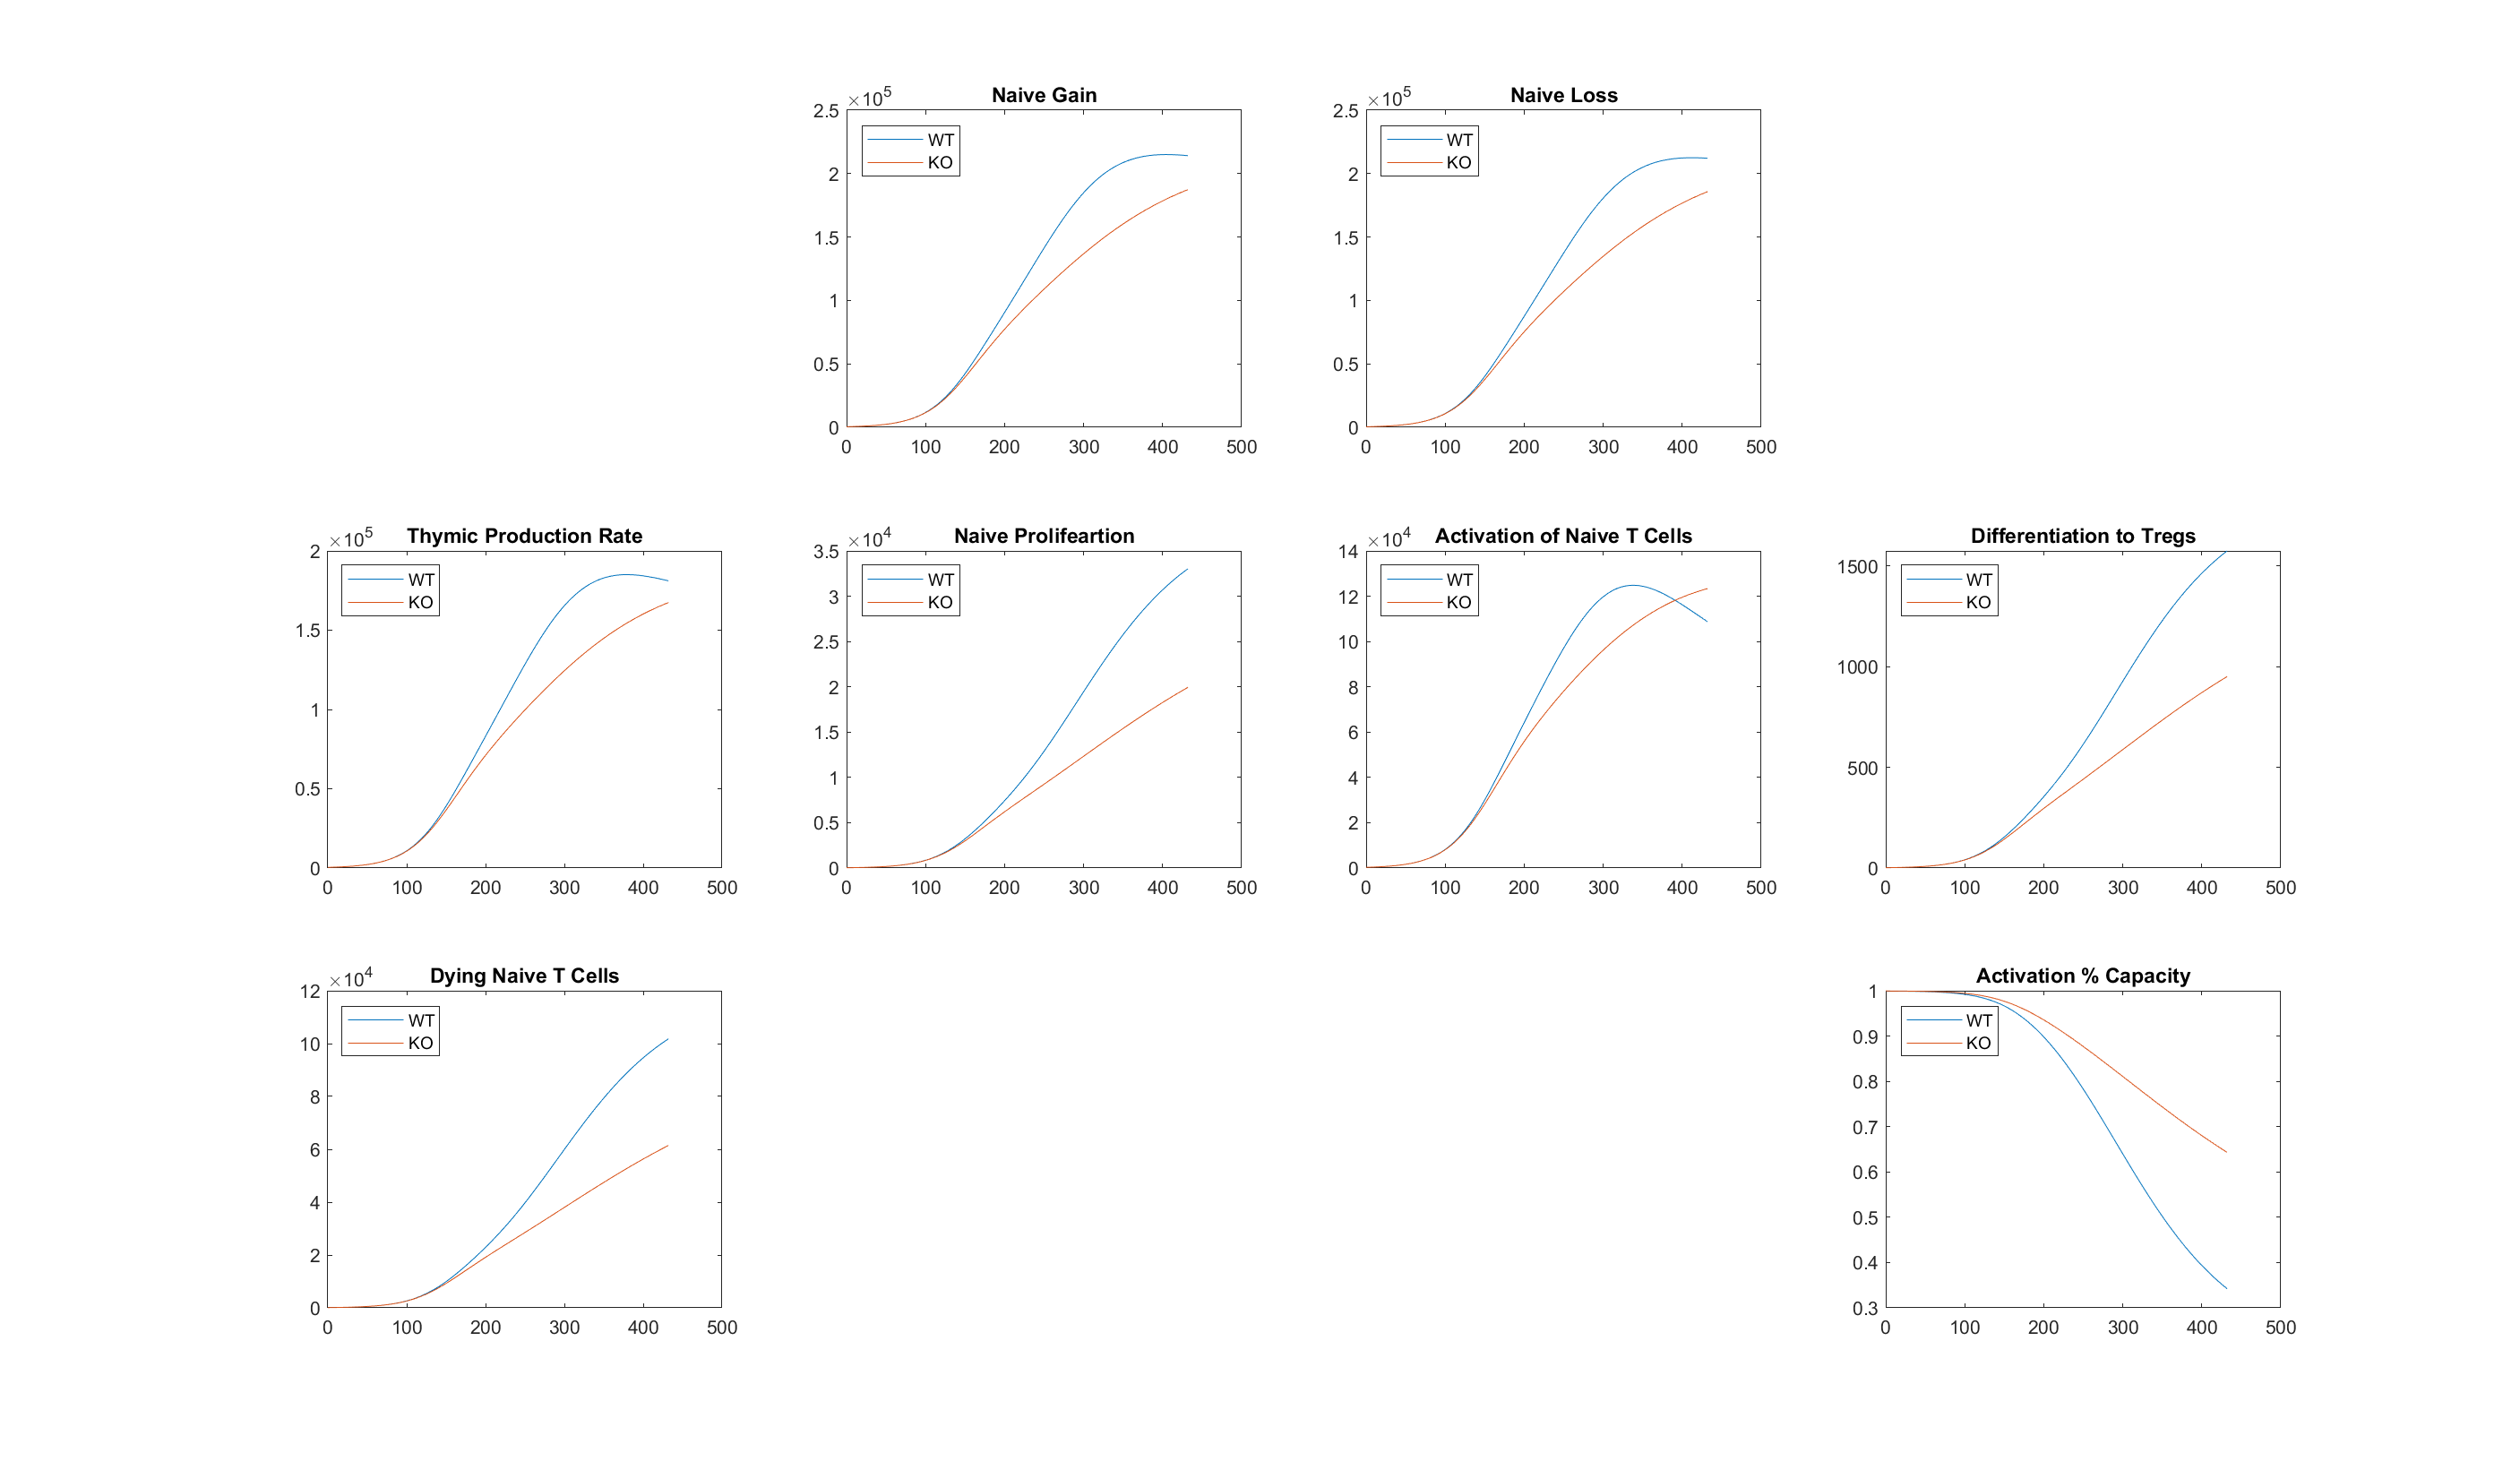 Naive Gain
×10^5
2.5
2
1.5
1
0.5
0
0 100 200 300 400 500
WT
KO
Naive Loss
×10^5
2.5
2
1.5
1
0.5
0
0 100 200 300 400 500
WT
KO
Thymic Production Rate
×10^5
2
1.5
1
0.5
0
0 100 200 300 400 500
WT
KO
Naive Prolifeartion
×10^4
3.5
3
2.5
2
1.5
1
0.5
0
0 100 200 300 400 500
WT
KO
Activation of Naive T Cells
×10^4
14
12
10
8
6
4
2
0
0 100 200 300 400 500
WT
KO
Differentiation to Tregs
1500
1000
500
0
0 100 200 300 400 500
WT
KO
Dying Naive T Cells
×10^4
12
10
8
6
4
2
0
0 100 200 300 400 500
WT
KO
Activation % Capacity
1
0.9
0.8
0.7
0.6
0.5
0.4
0.3
0 100 200 300 400 500
WT
KO